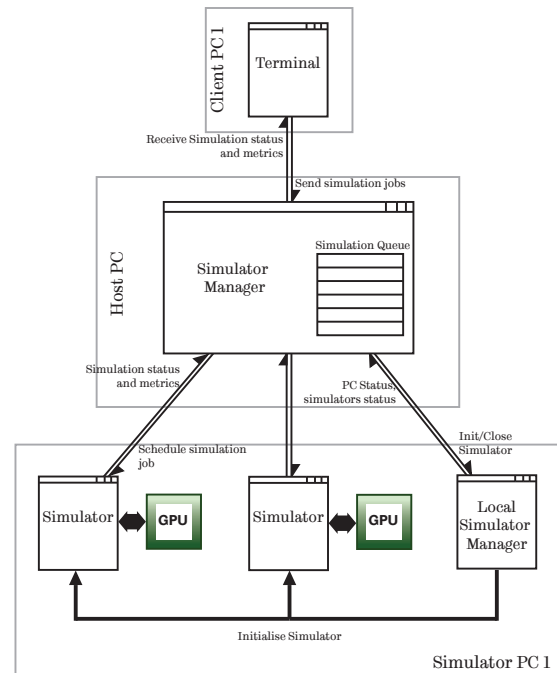 Client PC 1
Terminal
Receive Simulation status
and metrics
Send simulation jobs
Host PC
Simulator
Manager
Simulation Queue
Simulation status
and metrics
PC Status,
simulators status
Schedule simulation
job
Init/Close
Simulator
Simulator
GPU
Simulator
GPU
Local
Simulator
Manager
Initialise Simulator
Simulator PC 1